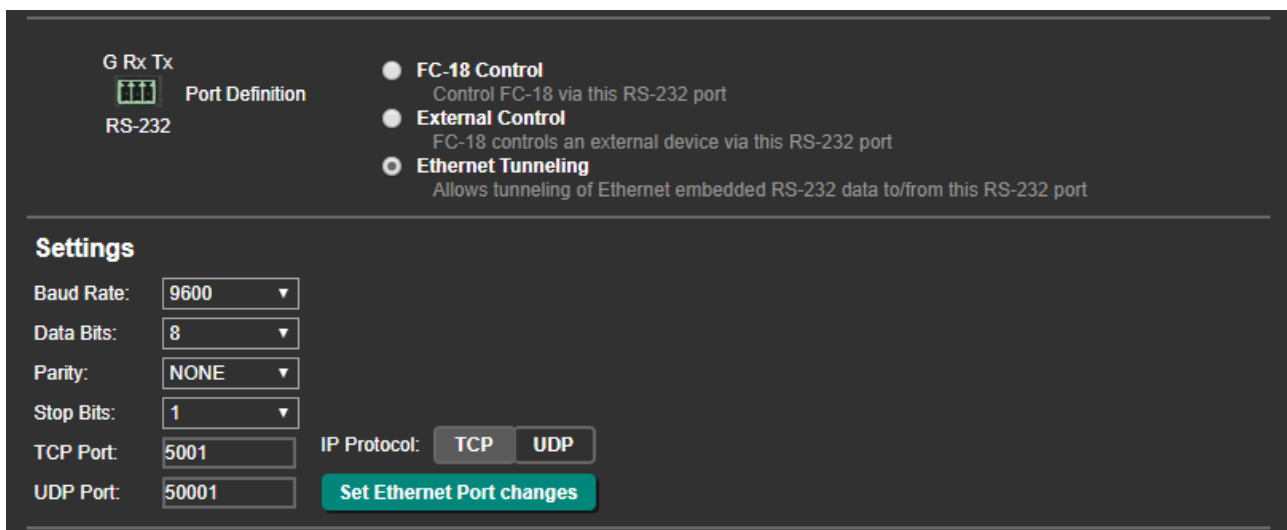 G Rx Tx
Port Definition
RS-232
FC-18 Control
Control FC-18 via this RS-232 port
External Control
FC-18 controls an external device via this RS-232 port
Ethernet Tunneling
Allows tunneling of Ethernet embedded RS-232 data to/from this RS-232 port
Settings
Baud Rate: 9600
Data Bits: 8
Parity: NONE
Stop Bits: 1
TCP Port: 5001 IP Protocol: TCP UDP
UDP Port: 50001 Set Ethernet Port changes